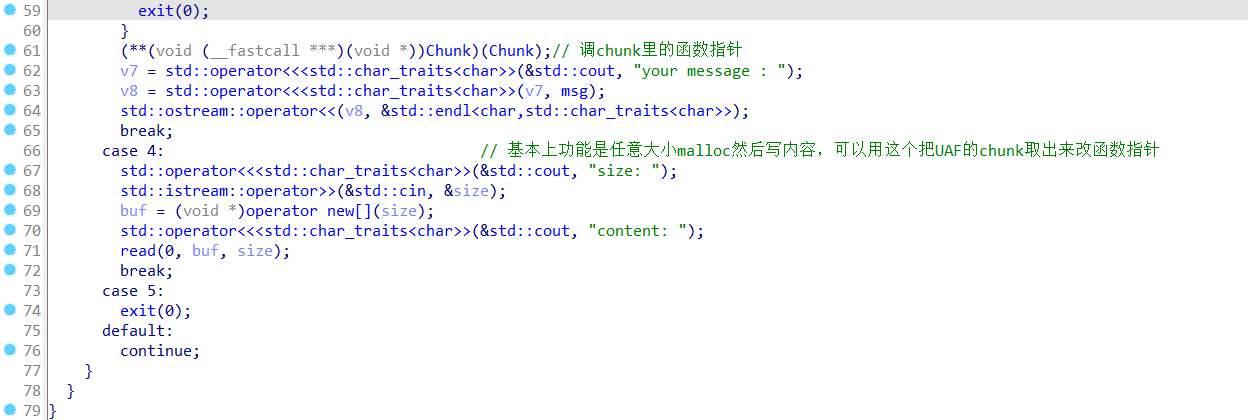 59 exit(0);
60 }
61 (**(void (__fastcall ***)(void *))Chunk)(Chunk);// 调chunk里的函数指针
62 v7 = std::operator<<<std::char_traits<char>>(&std::cout, "your message : ");
63 v8 = std::operator<<<std::char_traits<char>>(v7, msg);
64 std::ostream::operator<<(v8, &std::endl<char,std::char_traits<char>>);
65 break;
66 case 4: // 基本上功能是任意大小malloc然后写内容，可以用这个把UAF的chunk取出来改函数指针
67 std::operator<<<std::char_traits<char>>(&std::cout, "size: ");
68 std::istream::operator>>(&std::cin, &size);
69 buf = (void *)operator new[](size);
70 std::operator<<<std::char_traits<char>>(&std::cout, "content: ");
71 read(0, buf, size);
72 break;
73 case 5:
74 exit(0);
75 default:
76 continue;
77 }
78 }
79 }